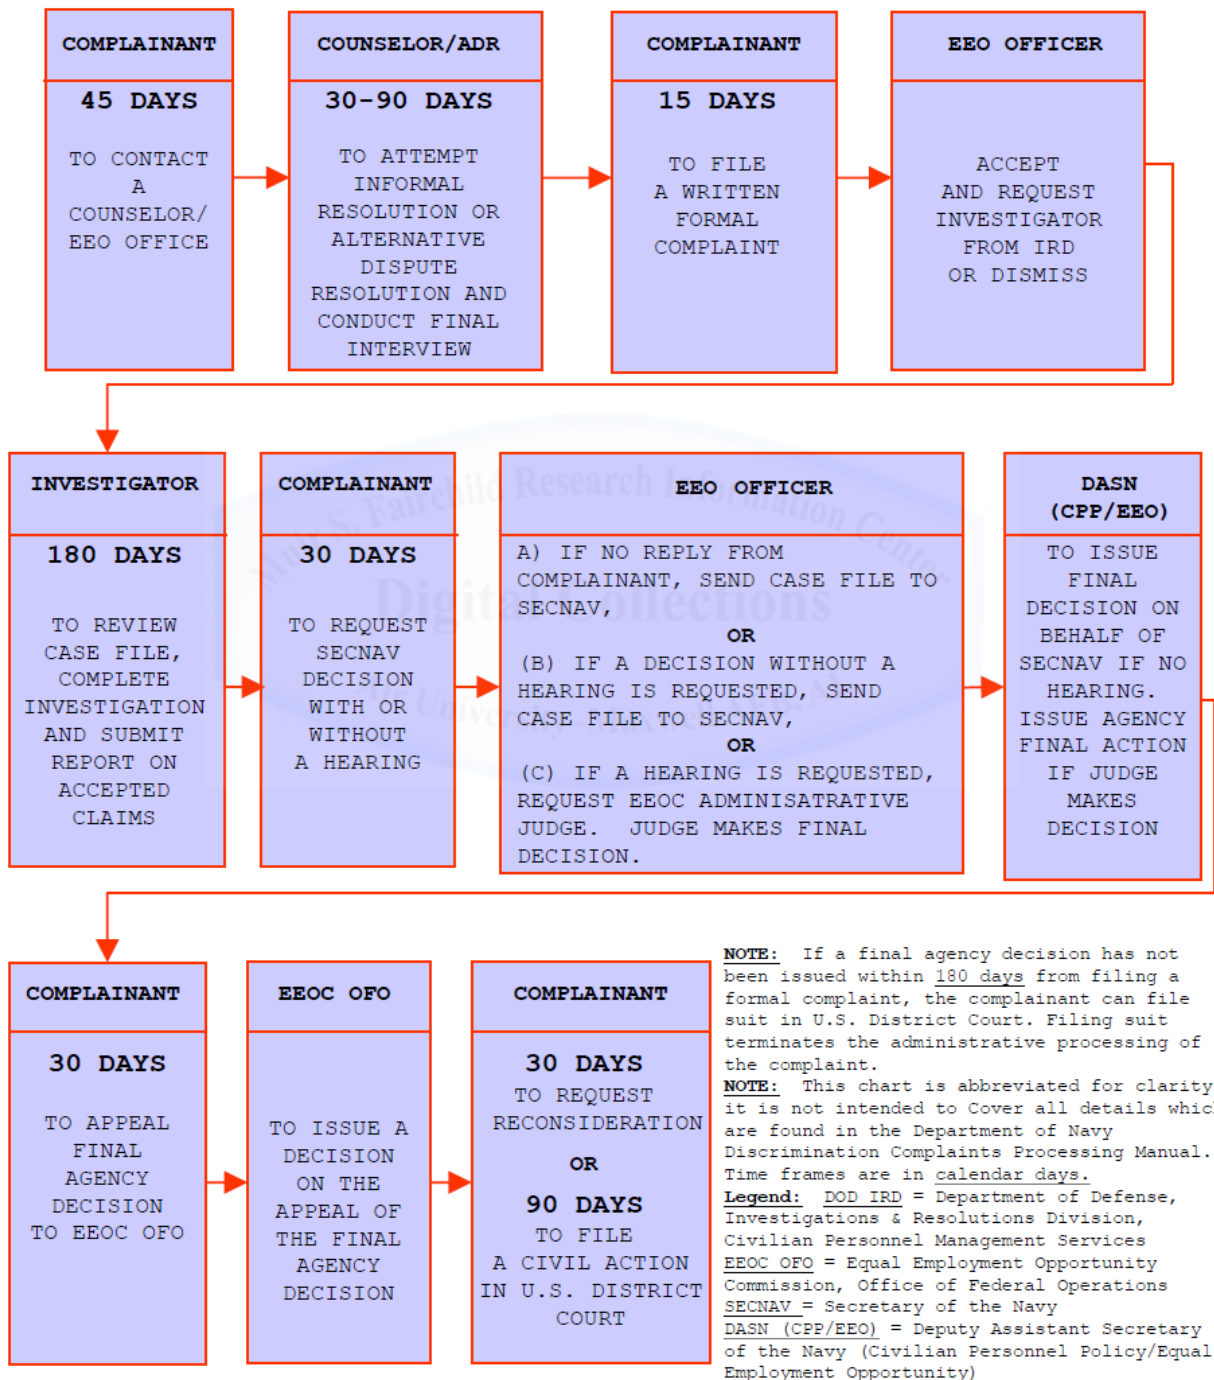 COMPLAINANT
45 DAYS
TO CONTACT
A
COUNSELOR/
EEO OFFICE
COUNSELOR/ADR
30-90 DAYS
TO ATTEMPT
INFORMAL
RESOLUTION OR
ALTERNATIVE
DISPUTE
RESOLUTION AND
CONDUCT FINAL
INTERVIEW
COMPLAINANT
15 DAYS
TO FILE
A WRITTEN
FORMAL
COMPLAINT
EEO OFFICER
ACCEPT
AND REQUEST
INVESTIGATOR
FROM IRD
OR DISMISS
INVESTIGATOR
180 DAYS
TO REVIEW
CASE FILE,
COMPLETE
INVESTIGATION
AND SUBMIT
REPORT ON
ACCEPTED
CLAIMS
COMPLAINANT
30 DAYS
TO REQUEST
SECNAV
DECISION
WITH OR
WITHOUT
A HEARING
EEO OFFICER
A) IF NO REPLY FROM
COMPLAINANT, SEND CASE FILE TO
SECNAV,
OR
(B) IF A DECISION WITHOUT A
HEARING IS REQUESTED, SEND
CASE FILE TO SECNAV,
OR
(C) IF A HEARING IS REQUESTED,
REQUEST EEOC ADMINISATRATIVE
JUDGE. JUDGE MAKES FINAL
DECISION.
DASN
(CPP/EEO)
TO ISSUE
FINAL
DECISION ON
BEHALF OF
SECNAV IF NO
HEARING.
ISSUE AGENCY
FINAL ACTION
IF JUDGE
MAKES
DECISION
Muir S. Fairchild Research Information Center
Digital Collections
Air University Maxwell AFB, Al
COMPLAINANT
30 DAYS
TO APPEAL
FINAL
AGENCY
DECISION
TO EEOC OFO
EEOC OFO
TO ISSUE A
DECISION
ON THE
APPEAL OF
THE FINAL
AGENCY
DECISION
COMPLAINANT
30 DAYS
TO REQUEST
RECONSIDERATION
OR
90 DAYS
TO FILE
A CIVIL ACTION
IN U.S. DISTRICT
COURT
NOTE: If a final agency decision has not
been issued within 180 days from filing a
formal complaint, the complainant can file
suit in U.S. District Court. Filing suit
terminates the administrative processing of
the complaint.
NOTE: This chart is abbreviated for clarity
it is not intended to Cover all details which
are found in the Department of Navy
Discrimination Complaints Processing Manual.
Time frames are in calendar days.
Legend: DOD IRD = Department of Defense,
Investigations & Resolutions Division,
Civilian Personnel Management Services
EEOC OFO = Equal Employment Opportunity
Commission, Office of Federal Operations
SECNAV = Secretary of the Navy
DASN (CPP/EEO) = Deputy Assistant Secretary
of the Navy (Civilian Personnel Policy/Equal
Employment Opportunity)